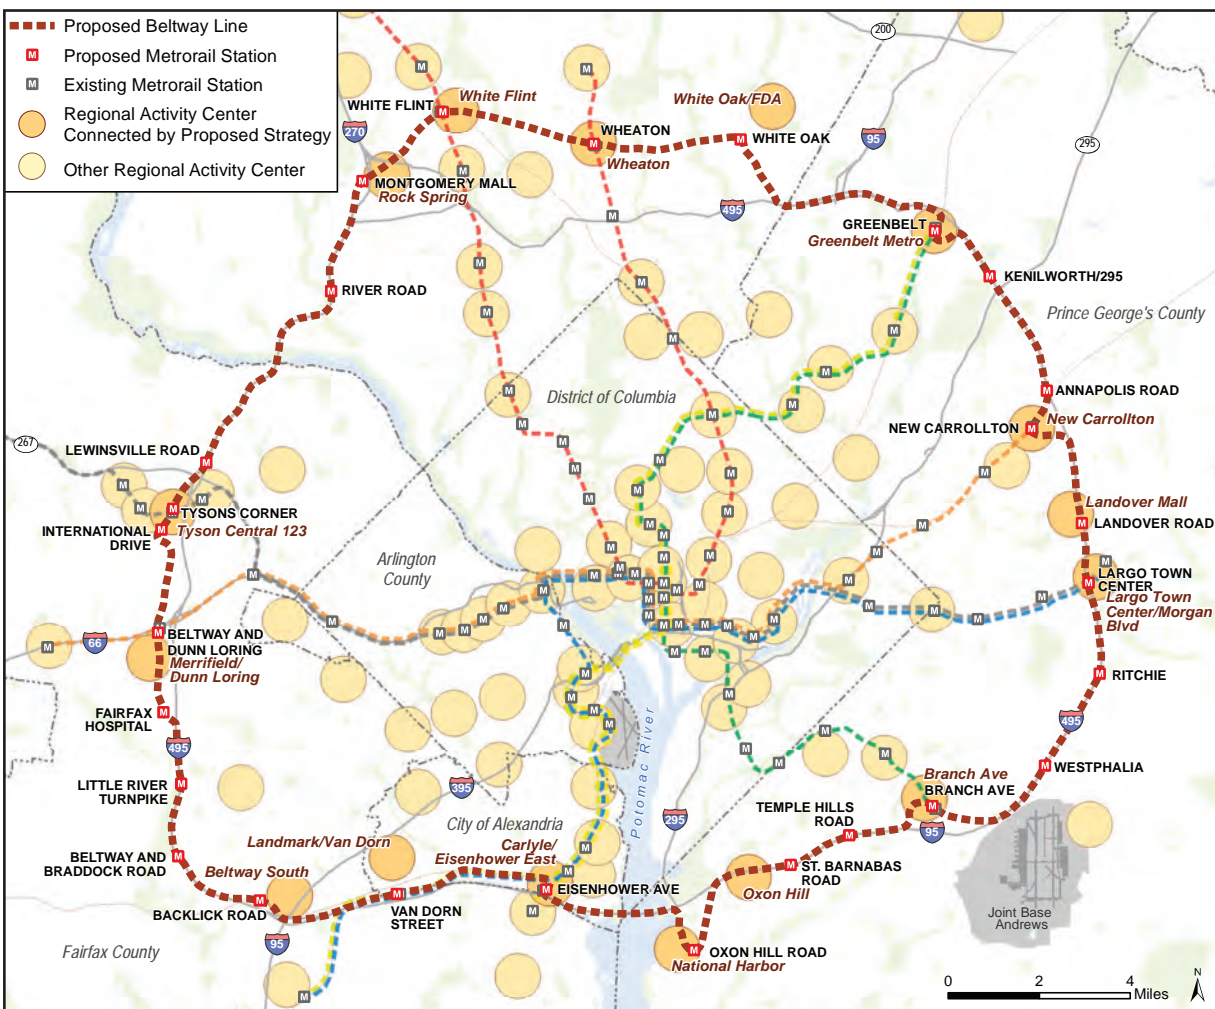 Proposed Beltway Line
M Proposed Metrorail Station
M Existing Metrorail Station
Regional Activity Center
Connected by Proposed Strategy
Other Regional Activity Center
200
WHITE FLINT
White Flint
White Oak/FDA
270
WHEATON
WHITE OAK
95
295
Wheaton
MONTGOMERY MALL
Rock Spring
495
GREENBELT
Greenbelt Metro
KENILWORTH/295
RIVER ROAD
Prince George's County
District of Columbia
ANNAPOLIS ROAD
NEW CARROLLTON
New Carrollton
267
LEWINSVILLE ROAD
TYSONS CORNER
INTERNATIONAL
DRIVE
Tyson Central 123
Landover Mall
LANDOVER ROAD
Arlington
County
LARGO TOWN
CENTER
Largo Town
Center/Morgan
Blvd
66
BELTWAY AND
DUNN LORING
Merrifield/
Dunn Loring
RITCHIE
FAIRFAX
HOSPITAL
495
495
Potomac River
WESTPHALIA
LITTLE RIVER
TURNPIKE
395
Branch Ave
BRANCH AVE
TEMPLE HILLS
ROAD
295
95
City of Alexandria
Landmark/Van Dorn
Carlyle/
Eisenhower East
BELTWAY AND
BRADDOCK ROAD
Beltway South
ST. BARNABAS
ROAD
EISENHOWER AVE
Oxon Hill
BACKLICK ROAD
VAN DORN
STREET
Joint Base
Andrews
95
Fairfax County
OXON HILL ROAD
National Harbor
N
0 2 4
Miles